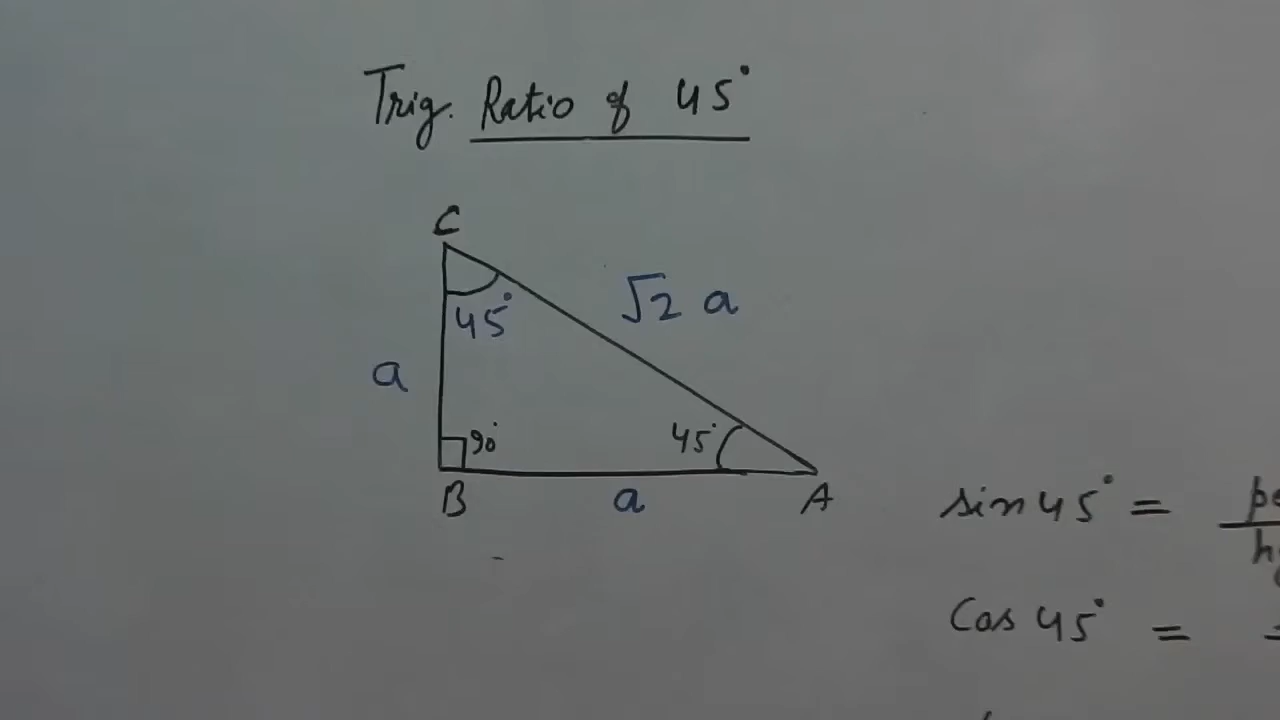 Trig. Ratio of 45°
C
45°
√2 a
a
90°
45°
B
a
A
sin 45° =
Cos 45° =